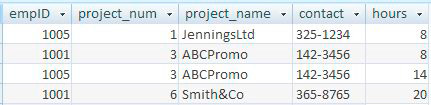 empID project_num project_name contact hours
1005 1 JenningsLtd 325-1234 8
1001 3 ABCPromo 142-3456 8
1005 3 ABCPromo 142-3456 14
1001 6 Smith&Co 365-8765 20